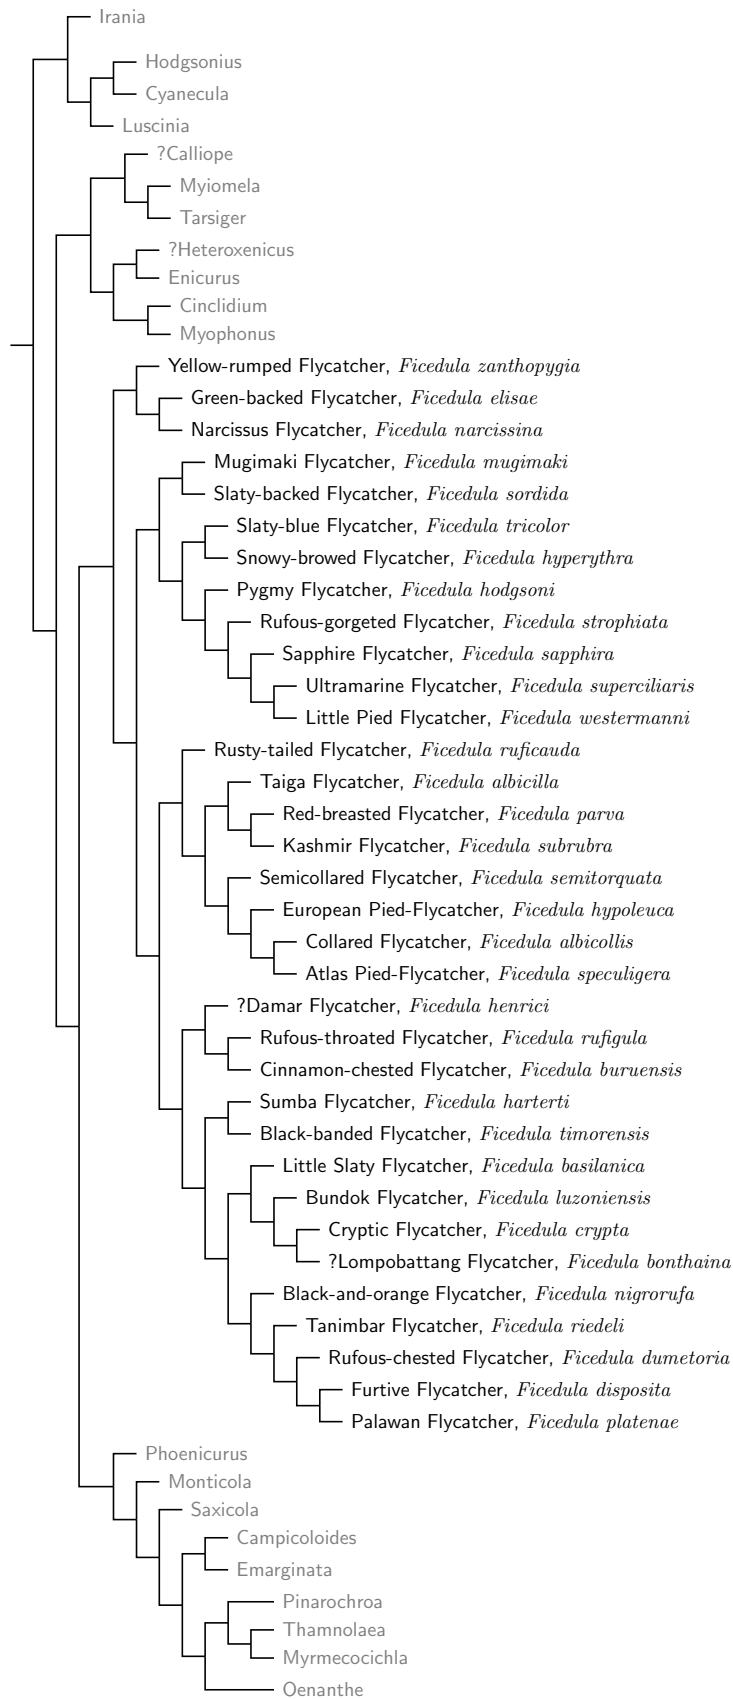 Irania
Hodgsonius
Cyanecula
Luscinia
?Calliope
Myiomela
Tarsiger
?Heteroxenicus
Enicurus
Cinclidium
Myophonus
Yellow-rumped Flycatcher, Ficedula zanthopygia
Green-backed Flycatcher, Ficedula elisae
Narcissus Flycatcher, Ficedula narcissina
Mugimaki Flycatcher, Ficedula mugimaki
Slaty-backed Flycatcher, Ficedula sordida
Slaty-blue Flycatcher, Ficedula tricolor
Snowy-browed Flycatcher, Ficedula hyperythra
Pygmy Flycatcher, Ficedula hodgsoni
Rufous-gorgeted Flycatcher, Ficedula strophiata
Sapphire Flycatcher, Ficedula sapphira
Ultramarine Flycatcher, Ficedula superciliaris
Little Pied Flycatcher, Ficedula westermanni
Rusty-tailed Flycatcher, Ficedula ruficauda
Taiga Flycatcher, Ficedula albicilla
Red-breasted Flycatcher, Ficedula parva
Kashmir Flycatcher, Ficedula subrubra
Semicollared Flycatcher, Ficedula semitorquata
European Pied-Flycatcher, Ficedula hypoleuca
Collared Flycatcher, Ficedula albicollis
Atlas Pied-Flycatcher, Ficedula speculigera
?Damar Flycatcher, Ficedula henrici
Rufous-throated Flycatcher, Ficedula rufigula
Cinnamon-chested Flycatcher, Ficedula buruensis
Sumba Flycatcher, Ficedula harterti
Black-banded Flycatcher, Ficedula timorensis
Little Slaty Flycatcher, Ficedula basilanica
Bundok Flycatcher, Ficedula luzoniensis
Cryptic Flycatcher, Ficedula crypta
?Lompobattang Flycatcher, Ficedula bonthaina
Black-and-orange Flycatcher, Ficedula nigrorufa
Tanimbar Flycatcher, Ficedula riedeli
Rufous-chested Flycatcher, Ficedula dumetoria
Furtive Flycatcher, Ficedula disposita
Palawan Flycatcher, Ficedula platenae
Phoenicurus
Monticola
Saxicola
Campicoloides
Emarginata
Pinarochroa
Thamnolaea
Myrmecocichla
Oenanthe